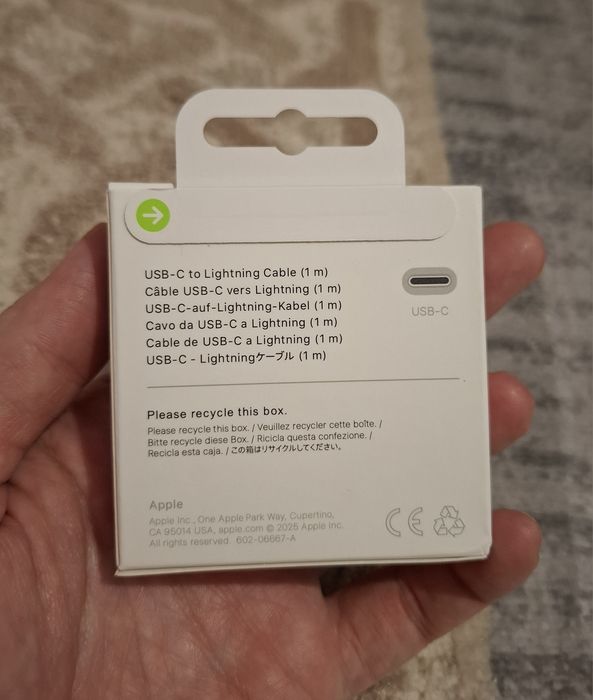 USB-C to Lightning Cable (1 m)
Câble USB-C vers Lightning (1 m)
USB-C-auf-Lightning-Kabel (1 m)
Cavo da USB-C a Lightning (1 m)
Cable de USB-C a Lightning (1 m)
USB-C - Lightningケーブル (1 m)
USB-C
Please recycle this box.
Please recycle this box. / Veuillez recycler cette boîte. /
Bitte recycle diese Box. / Ricicla questa confezione. /
Recicla esta caja. / この箱はリサイクルしてください。
Apple
Apple Inc., One Apple Park Way, Cupertino,
CA 95014 USA, apple.com © 2025 Apple Inc.
All rights reserved. 602-06667-A
CE